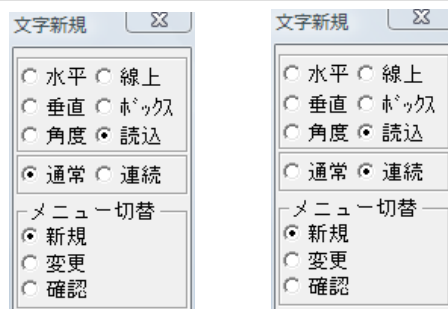 文字新規
水平 線上
垂直 ﾎﾞｯｸｽ
角度 読込
通常 連続
メニュー切替
新規
変更
確認
文字新規
水平 線上
垂直 ﾎﾞｯｸｽ
角度 読込
通常 連続
メニュー切替
新規
変更
確認